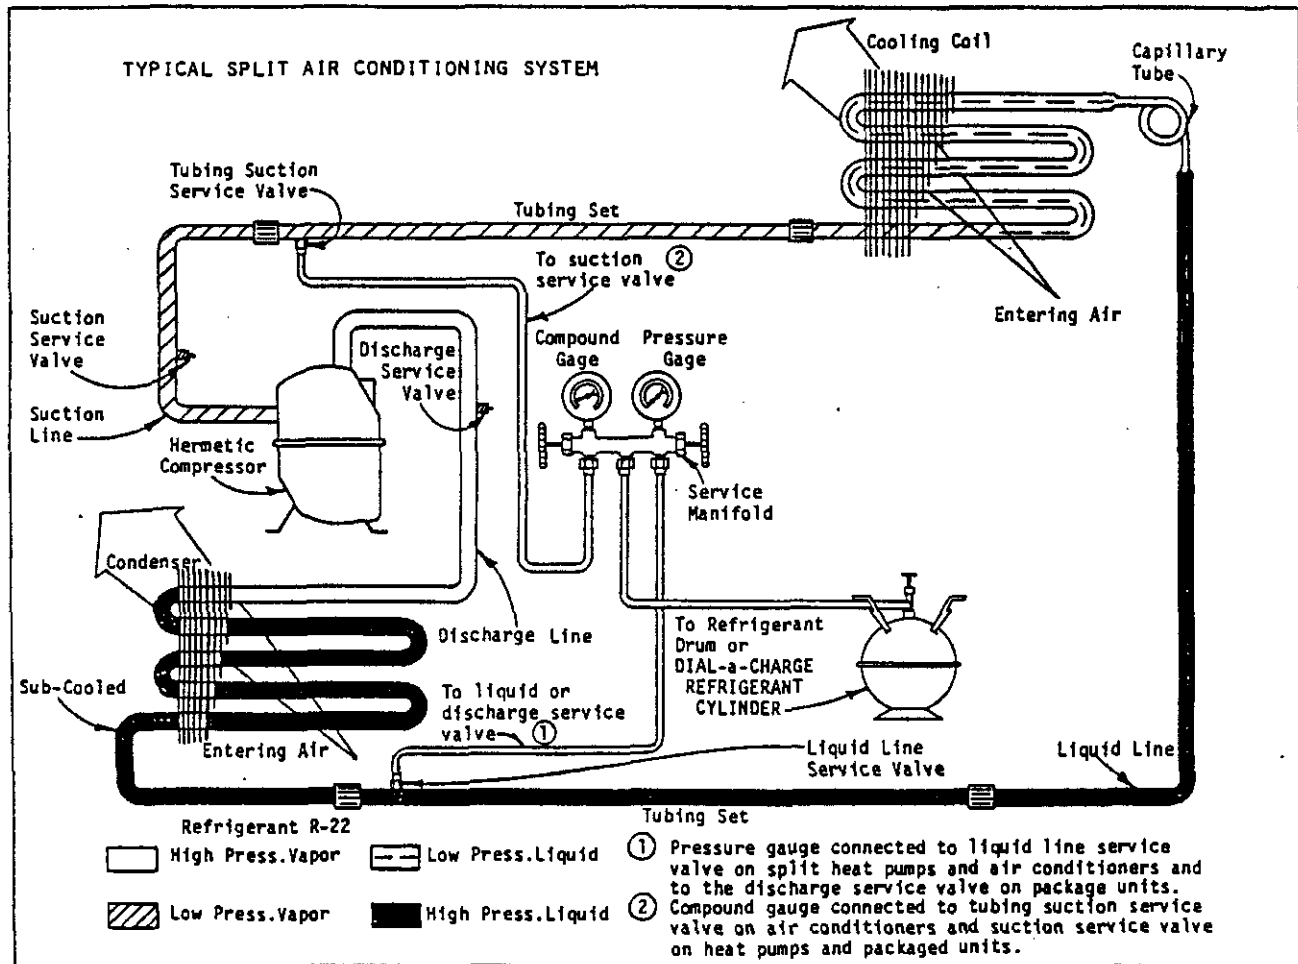 TYPICAL SPLIT AIR CONDITIONING SYSTEM
Cooling Coil
Capillary
Tube
Tubing Suction
Service Valve
Tubing Set
To suction ②
service valve
Entering Air
Suction
Service
Valve
Discharge
Service
Valve
Compound
Gage
Pressure
Gage
Suction
Line
Hermetic
Compressor
Service
Manifold
Condenser
Discharge Line
To Refrigerant
Drum or
DIAL-a-CHARGE
REFRIGERANT
CYLINDER
Sub-Cooled
To liquid or
discharge service
valve ①
Entering Air
Liquid Line
Service Valve
Liquid Line
Tubing Set
Refrigerant R-22
High Press.Vapor
Low Press.Liquid
Low Press.Vapor
High Press.Liquid
① Pressure gauge connected to liquid line service
valve on split heat pumps and air conditioners and
to the discharge service valve on package units.
② Compound gauge connected to tubing suction service
valve on air conditioners and suction service valve
on heat pumps and packaged units.